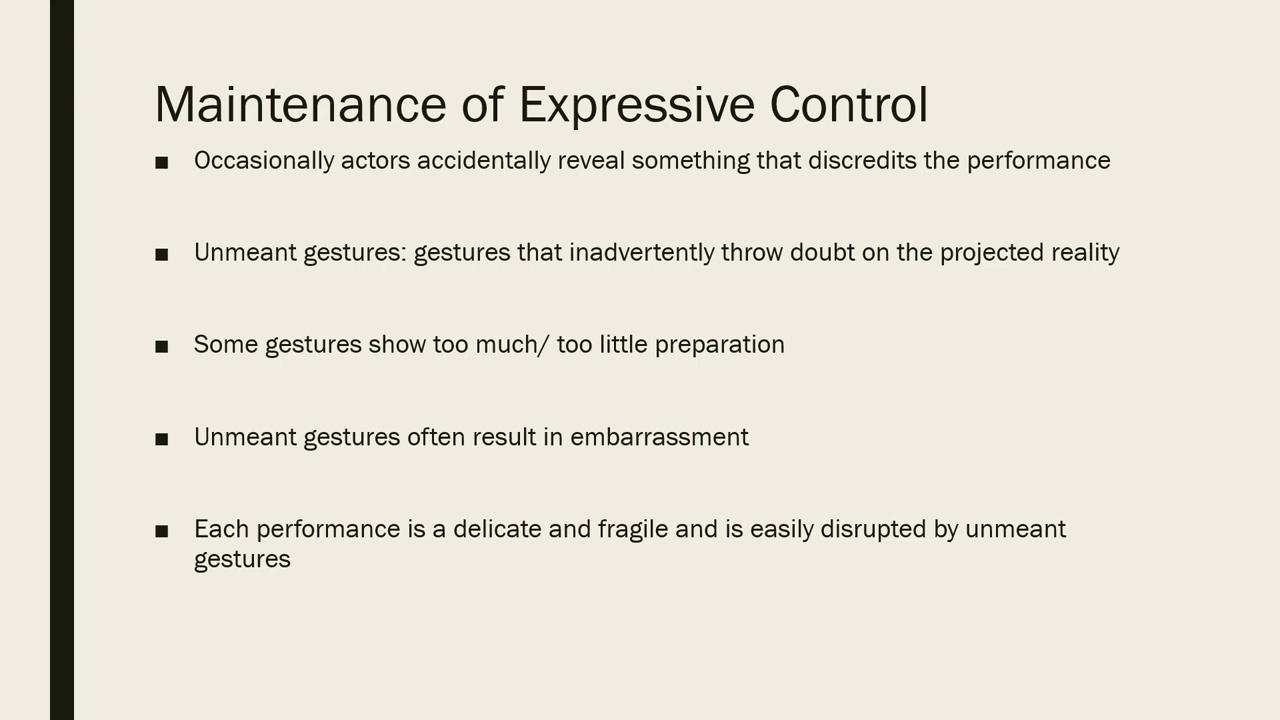 Maintenance of Expressive Control
■ Occasionally actors accidentally reveal something that discredits the performance
■ Unmeant gestures: gestures that inadvertently throw doubt on the projected reality
■ Some gestures show too much/ too little preparation
■ Unmeant gestures often result in embarrassment
■ Each performance is a delicate and fragile and is easily disrupted by unmeant
gestures